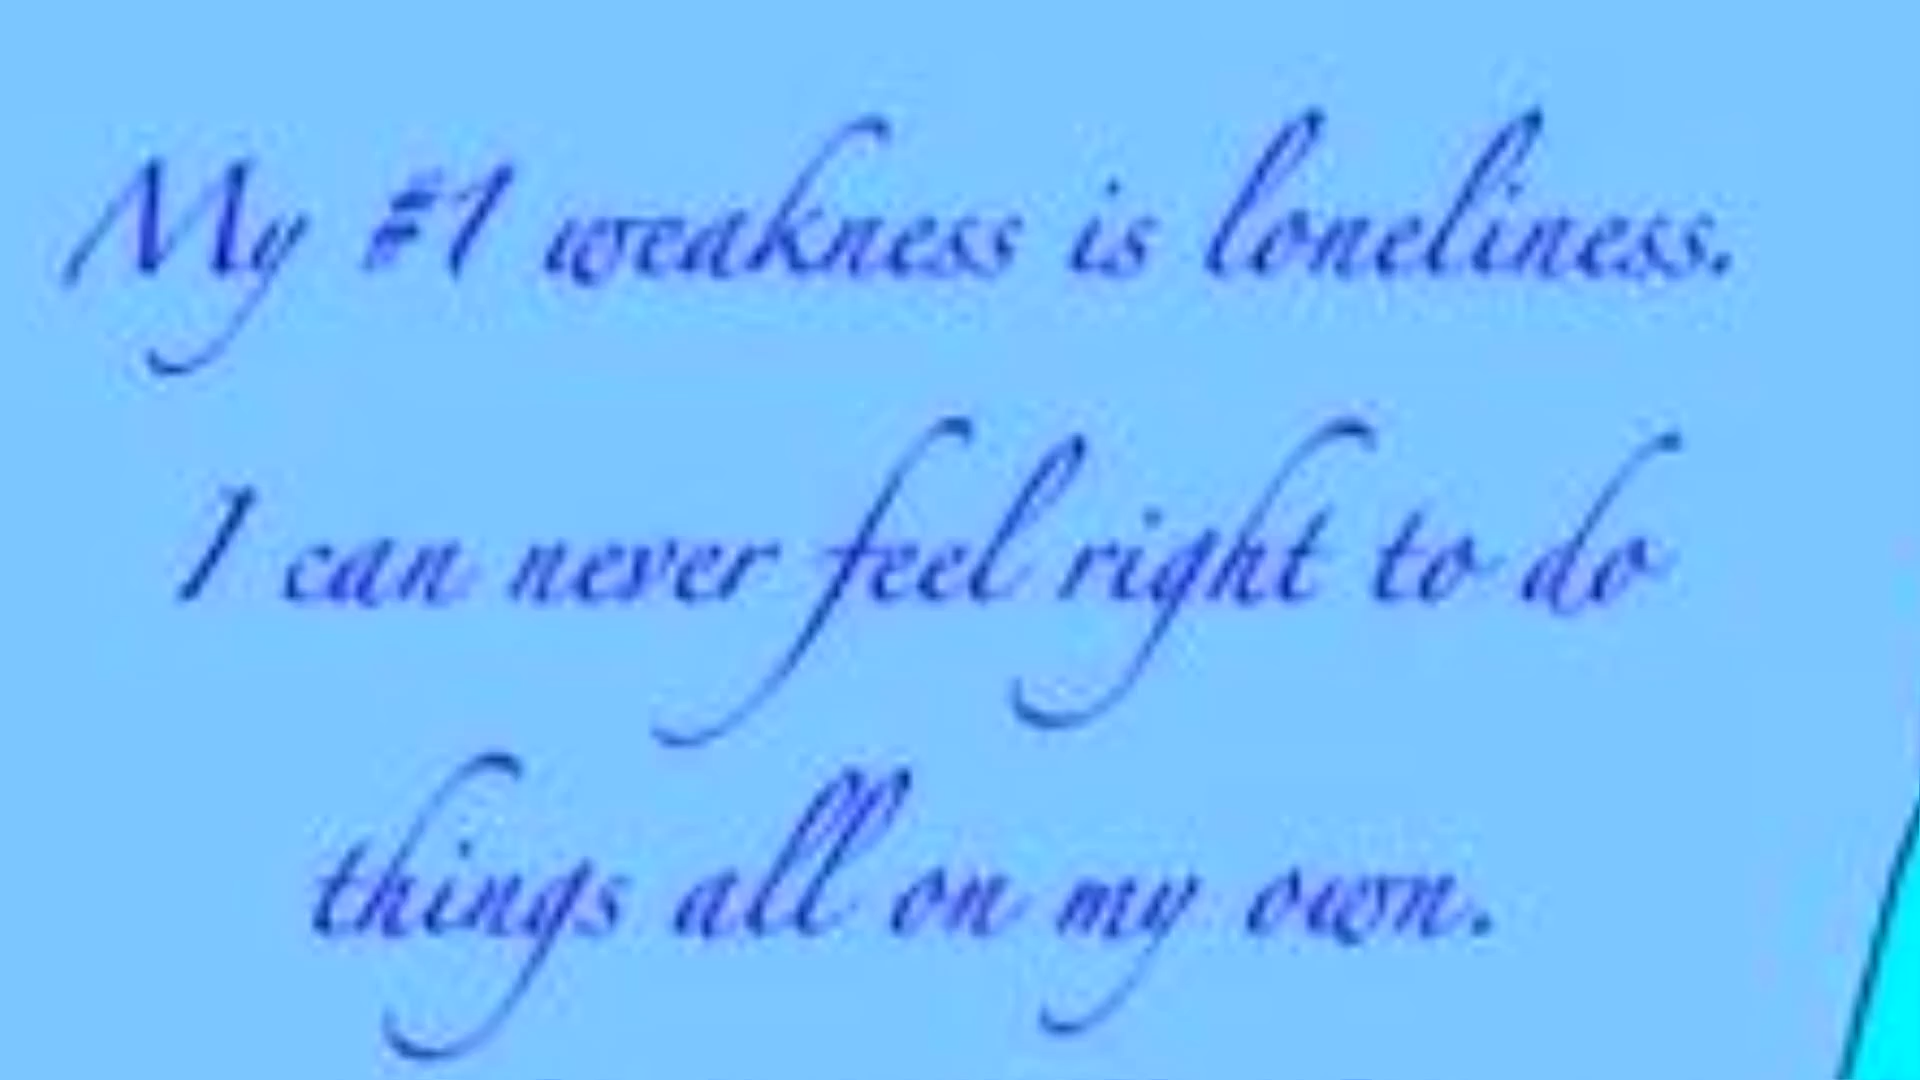 My #1 weakness is loneliness.
I can never feel right to do
things all on my own.